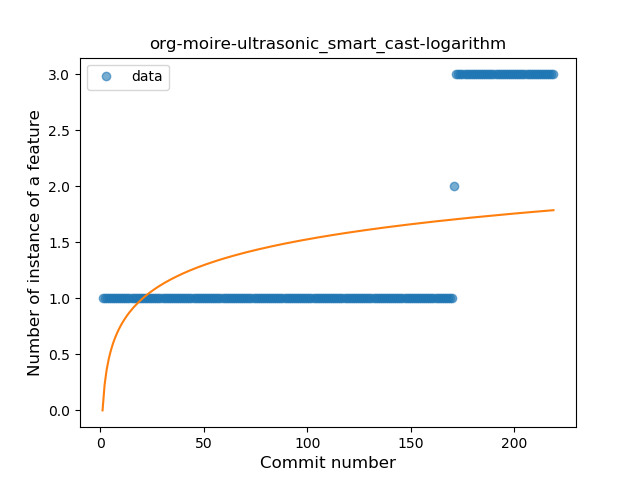 org-moire-ultrasonic_smart_cast-logarithm
data
Number of instance of a feature
3.0
2.5
2.0
1.5
1.0
0.5
0.0
0 50 100 150 200
Commit number